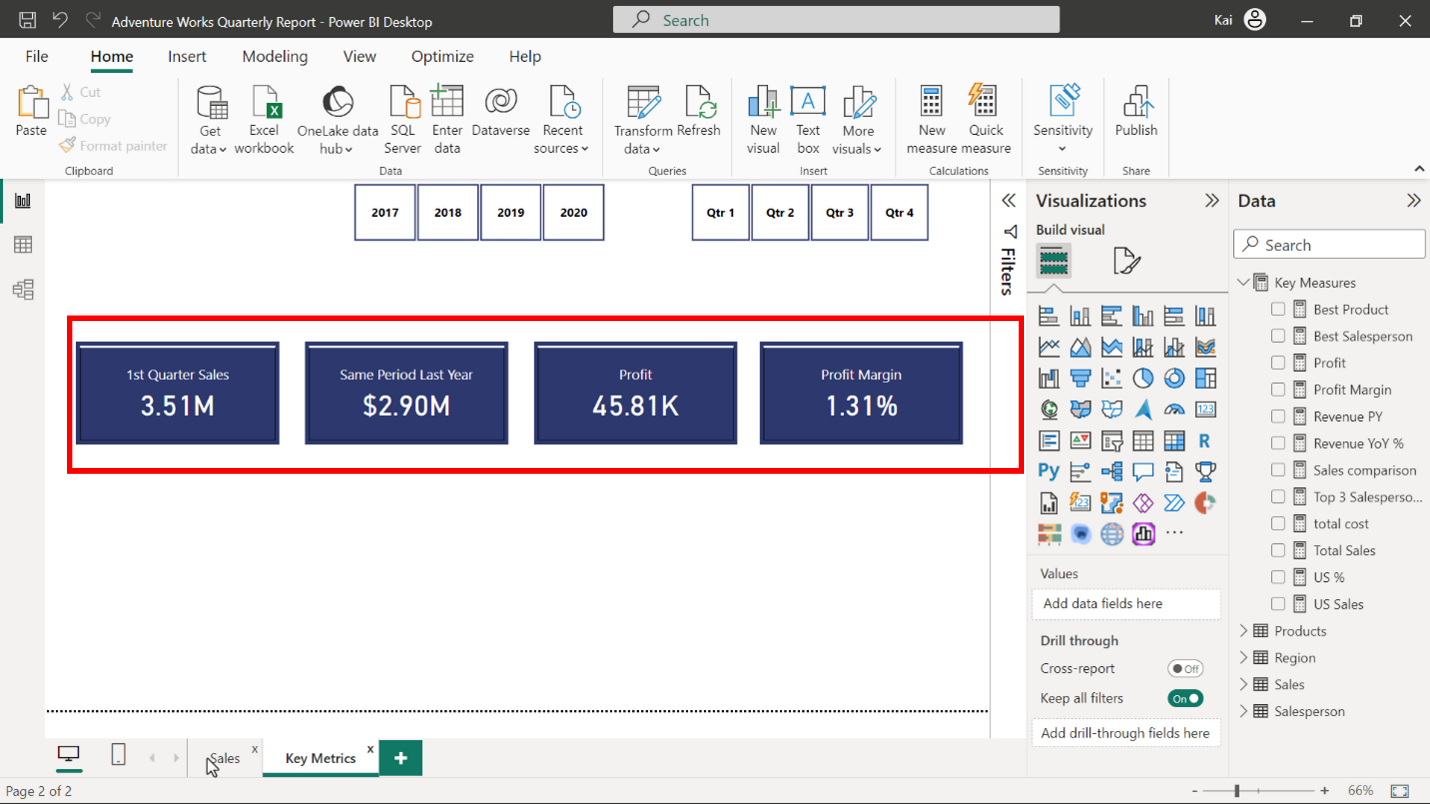 Adventure Works Quarterly Report - Power BI Desktop
Search
Kai
File Home Insert Modeling View Optimize Help
Paste
Cut
Copy
Format painter
Clipboard
Get data
Excel workbook
OneLake data hub
SQL Server
Enter data
Dataverse
Recent sources
Data
Transform data
Refresh
Queries
New visual
Text box
More visuals
Insert
New measure
Quick measure
Calculations
Sensitivity
Sensitivity
Publish
Share
2017 2018 2019 2020
Qtr 1 Qtr 2 Qtr 3 Qtr 4
1st Quarter Sales
3.51M
Same Period Last Year
$2.90M
Profit
45.81K
Profit Margin
1.31%
Filters
Visualizations
Build visual
123
R
Py
123
Values
Add data fields here
Drill through
Cross-report
Off
Keep all filters
On
Add drill-through fields here
Data
Search
Key Measures
Best Product
Best Salesperson
Profit
Profit Margin
Revenue PY
Revenue YoY %
Sales comparison
Top 3 Salesperso...
total cost
Total Sales
US %
US Sales
Products
Region
Sales
Salesperson
Sales x
Key Metrics x
+
Page 2 of 2
- + 66%